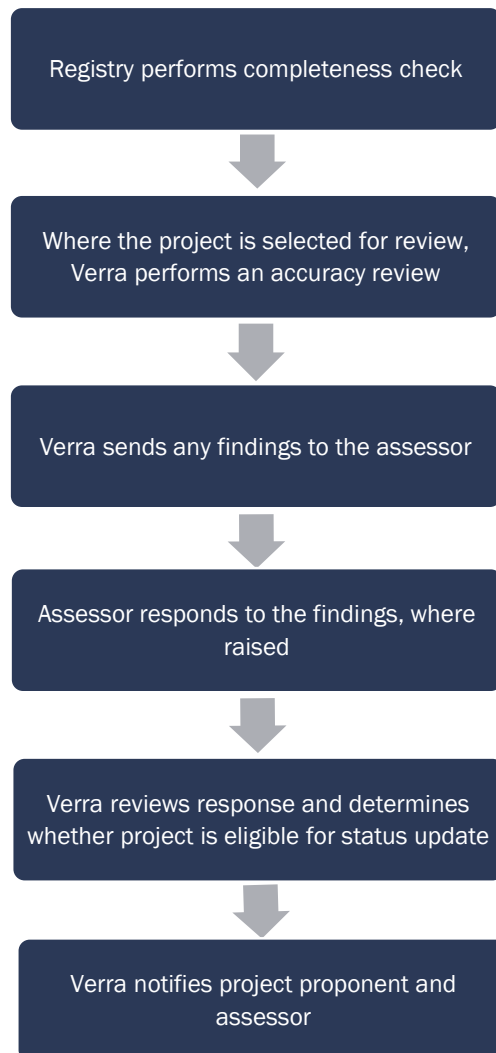 Registry performs completeness check
Where the project is selected for review,
Verra performs an accuracy review
Verra sends any findings to the assessor
Assessor responds to the findings, where
raised
Verra reviews response and determines
whether project is eligible for status update
Verra notifies project proponent and
assessor